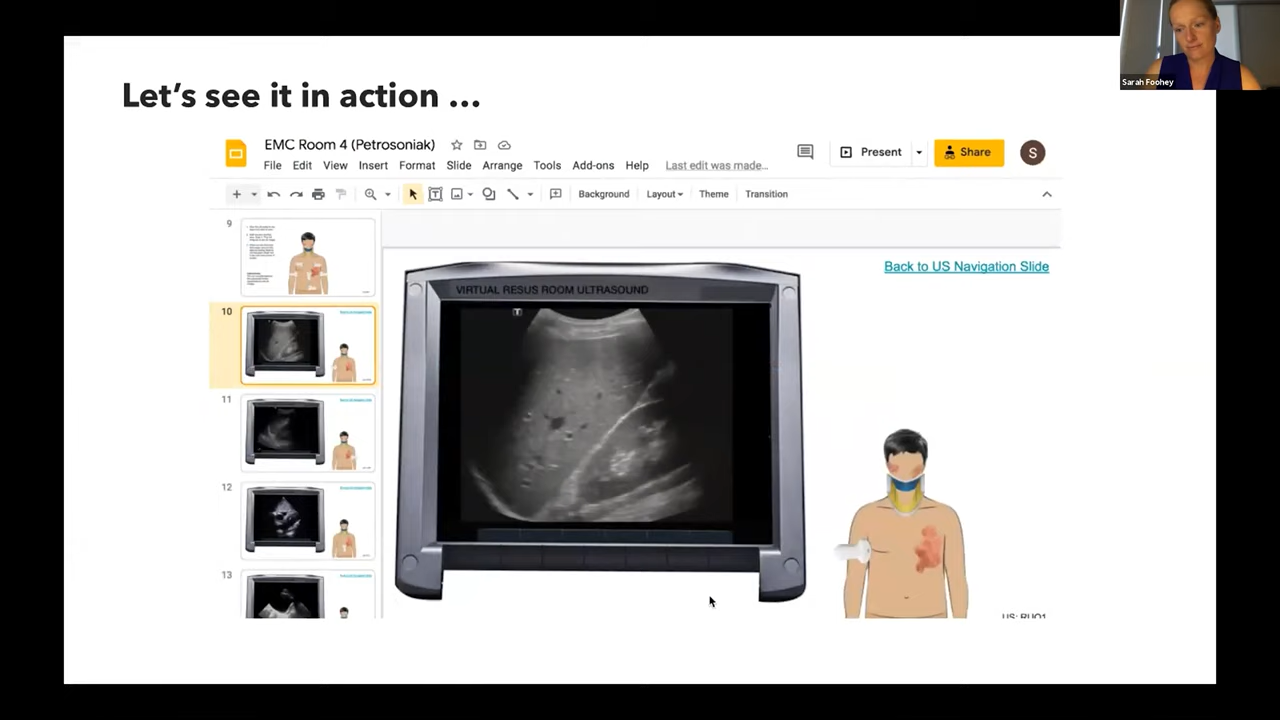 Sarah Foohey
Let's see it in action ...
EMC Room 4 (Petrosoniak)
File Edit View Insert Format Slide Arrange Tools Add-ons Help Last edit was made...
Present
Share
S
Background Layout Theme Transition
9
10
11
12
13
Back to US Navigation Slide
VIRTUAL RESUS ROOM ULTRASOUND
T
US: RUQ1